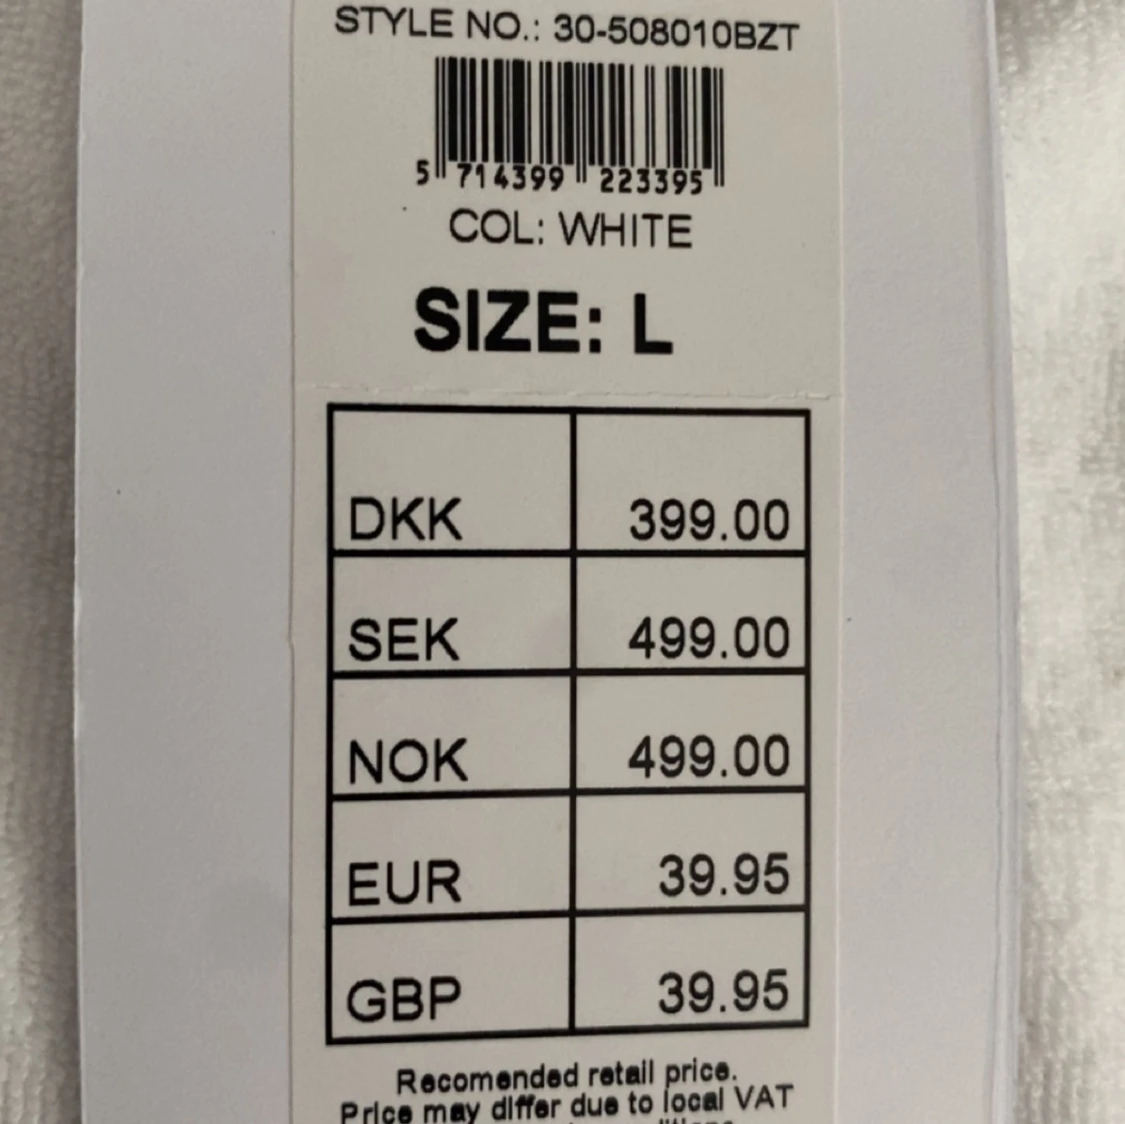 STYLE NO.: 30-508010BZT
5 714399 223395
COL: WHITE
SIZE: L
DKK 399.00
SEK 499.00
NOK 499.00
EUR 39.95
GBP 39.95
Recomended retail price.
Price may differ due to local VAT